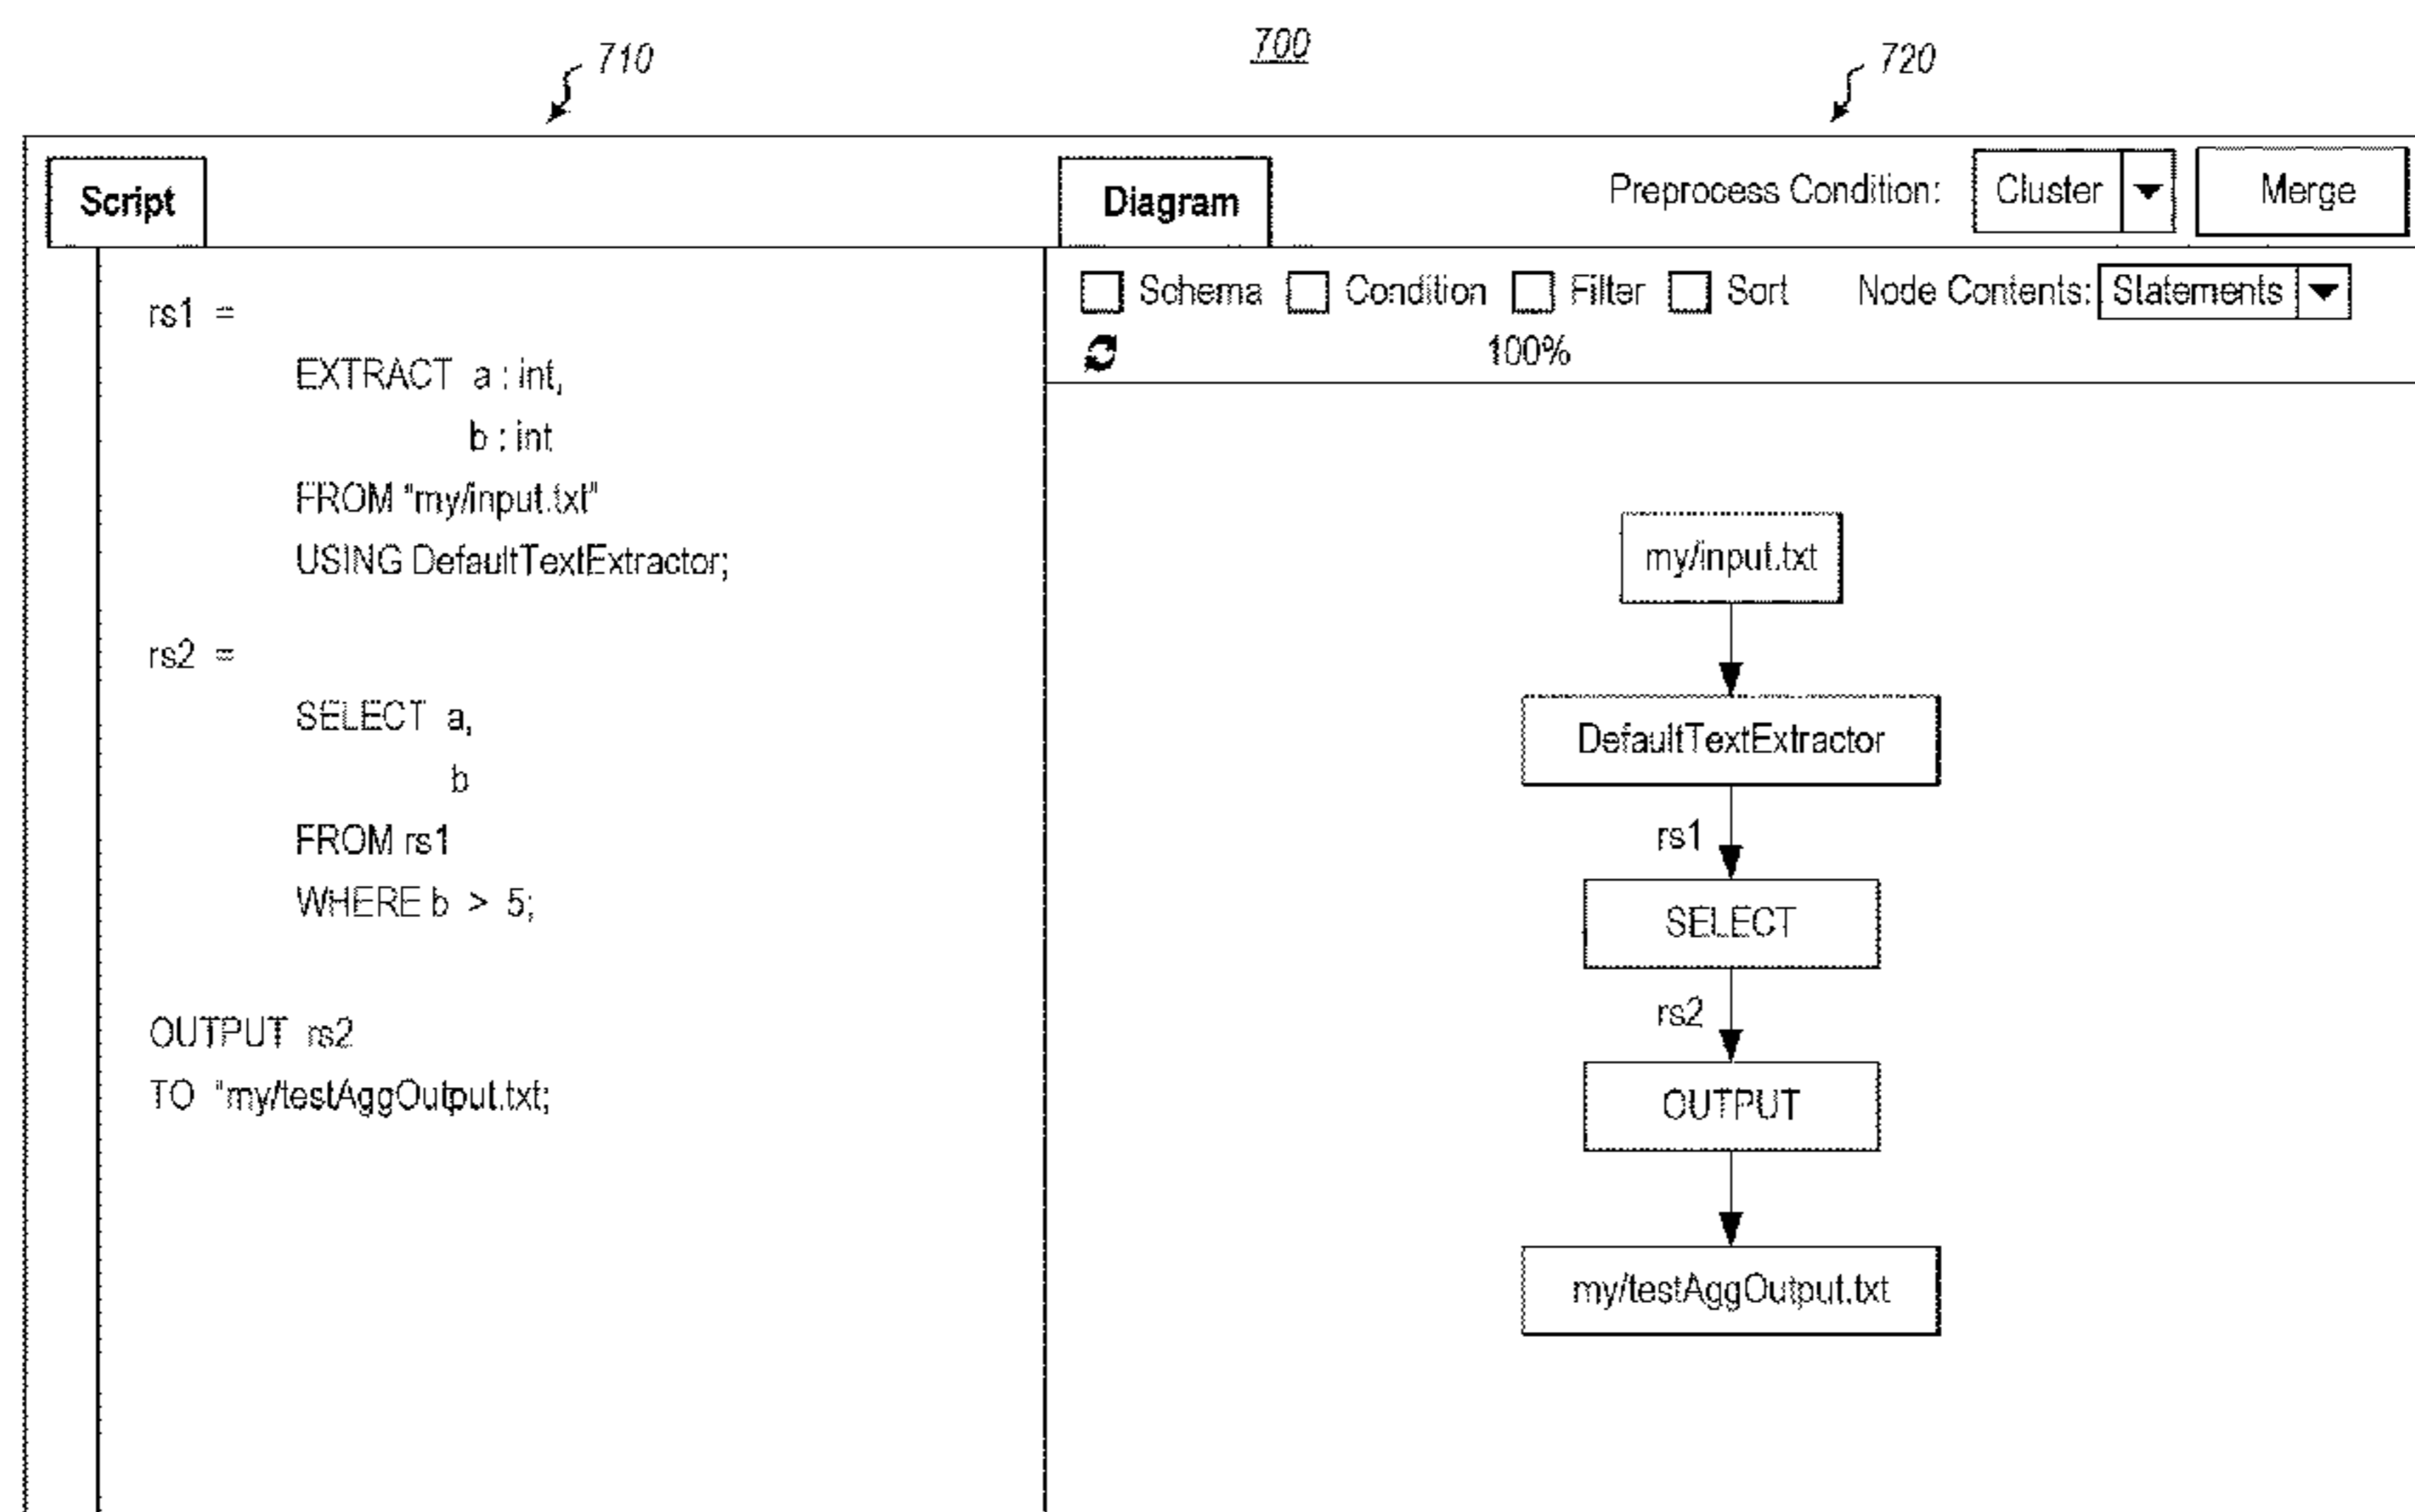 700
710
720
Script
rs1 =
EXTRACT a : int,
b : int
FROM "my/input.txt"
USING DefaultTextExtractor;
rs2 =
SELECT a,
b
FROM rs1
WHERE b > 5;
OUTPUT rs2
TO "my/testAggOutput.txt;
Diagram
Preprocess Condition: Cluster Merge
Schema Condition Filter Sort Node Contents: Statements
100%
my/input.txt
DefaultTextExtractor
rs1
SELECT
rs2
OUTPUT
my/testAggOutput.txt